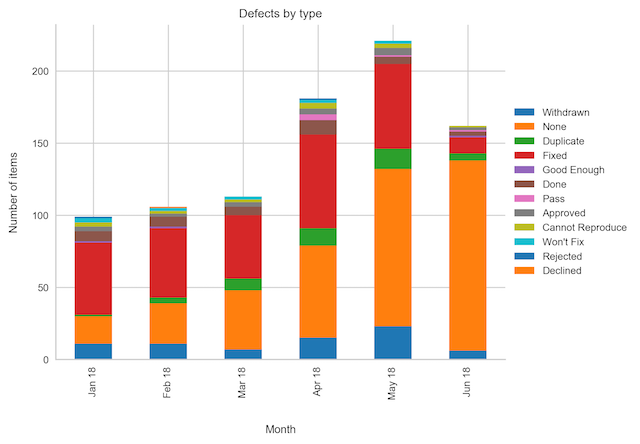 Defects by type
Number of items
200
150
100
50
0
Jan 18
Feb 18
Mar 18
Apr 18
May 18
Jun 18
Month
Withdrawn
None
Duplicate
Fixed
Good Enough
Done
Pass
Approved
Cannot Reproduce
Won't Fix
Rejected
Declined